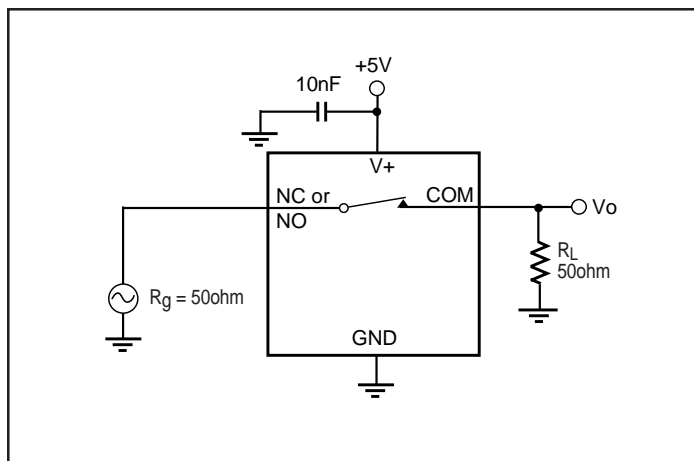 +5V
10nF
V+
NC or
NO
COM
Vo
RL
50ohm
Rg = 50ohm
GND